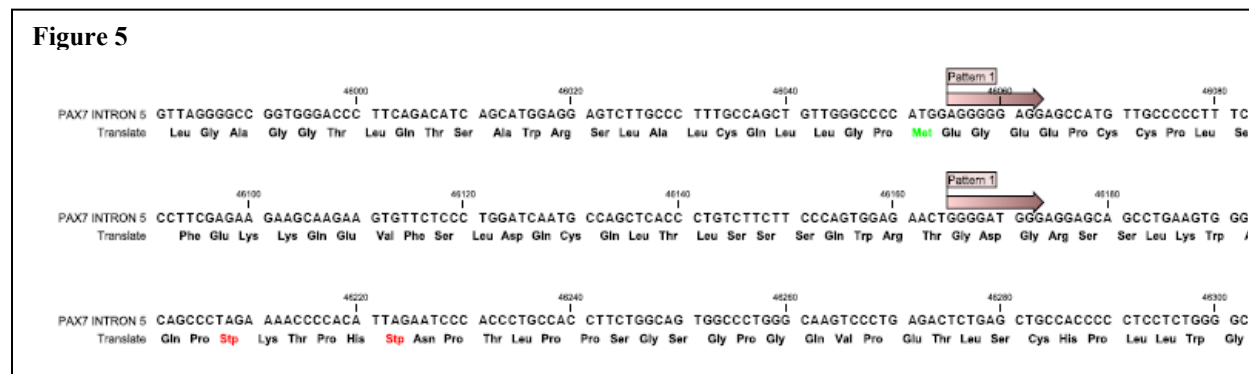 Figure 5
Pattern 1
46000 46020 46040 46060 46080
PAX7 INTRON 5 GTTAGGGGCC GGTGGGACCC TTCAGACATC AGCATGGAGG AGTCTTGCCC TTTGCCAGCT GTTGGGCCCC ATGGAGGGGG AGGAGCCATG TTGCCCCCTT TC
Translate Leu Gly Ala Gly Gly Thr Leu Gln Thr Ser Ala Trp Arg Ser Leu Ala Leu Cys Gln Leu Leu Gly Pro Met Glu Gly Glu Glu Pro Cys Cys Pro Leu Se
Pattern 1
46100 46120 46140 46160 46180
PAX7 INTRON 5 CCTTCGAGAA GAAGCAAGAA GTGTTCTCCC TGGATCAATG CCAGCTCACC CTGTCTTCTT CCCAGTGGAG AACTGGGGAT GGGAGGAGCA GCCTGAAGTG GG
Translate Phe Glu Lys Lys Gln Glu Val Phe Ser Leu Asp Gln Cys Gln Leu Thr Leu Ser Ser Ser Gln Trp Arg Thr Gly Asp Gly Arg Ser Ser Leu Lys Trp
46220 46240 46260 46280 46300
PAX7 INTRON 5 CAGCCCTAGA AAACCCCACA TTAGAATCCC ACCCTGCCAC CTTCTGGCAG TGGCCCTGGG CAAGTCCCTG AGACTCTGAG CTGCCACCCC CTCCTCTGGG GC
Translate Gln Pro Stp Lys Thr Pro His Stp Asn Pro Thr Leu Pro Pro Ser Gly Ser Gly Pro Gly Gln Val Pro Glu Thr Leu Ser Cys His Pro Leu Leu Trp Gly